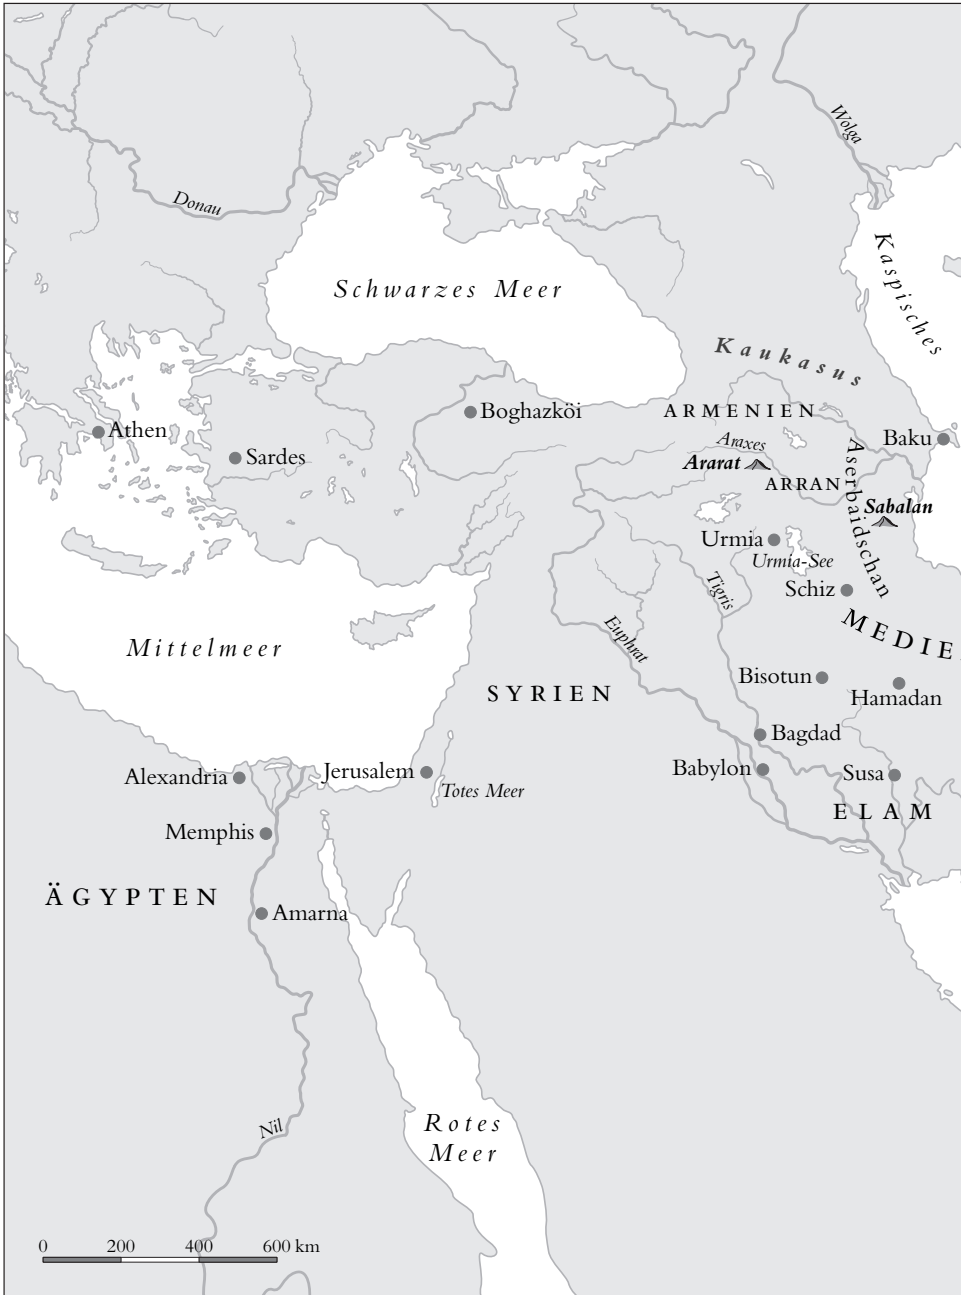 Wolga
Donau
Kaspisches
Schwarzes Meer
Kaukasus
Boghazköi
ARMENIEN
Athen
Araxes
Baku
Sardes
Ararat
ARRAN
Aserbaidschan
Sabalan
Urmia
Urmia-See
Tigris
Schiz
MEDIE
Euphrat
Mittelmeer
SYRIEN
Bisotun
Hamadan
Bagdad
Alexandria
Jerusalem
Babylon
Susa
Totes Meer
ELAM
Memphis
ÄGYPTEN
Amarna
Nil
Rotes
Meer
0 200 400 600 km